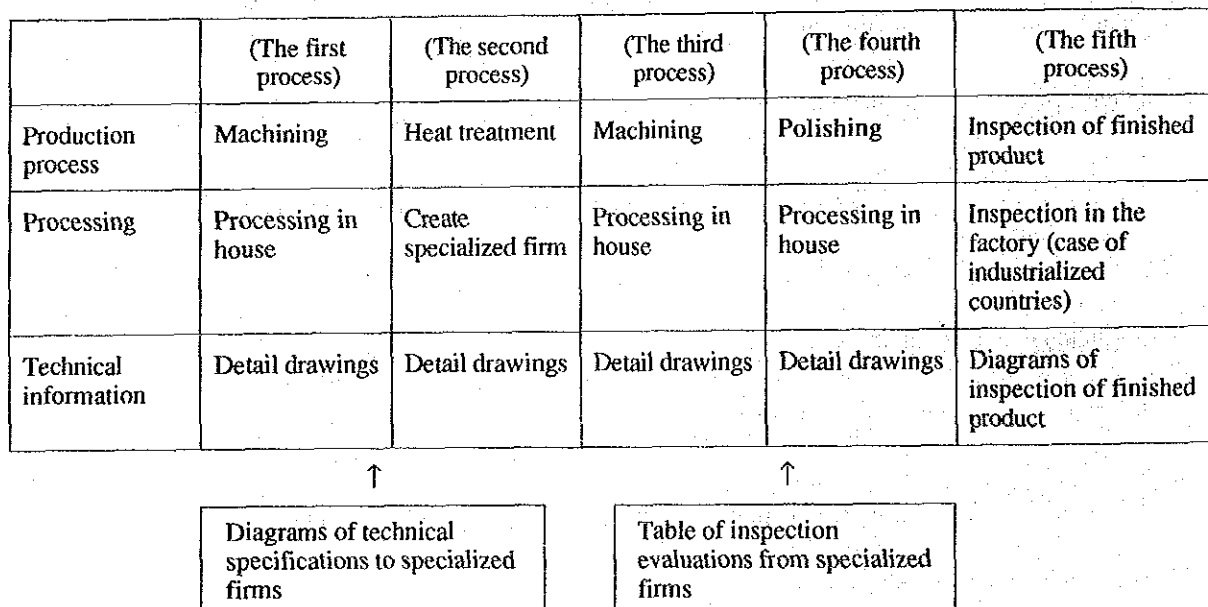 (The first
process)
(The second
process)
(The third
process)
(The fourth
process)
(The fifth
process)
Production
process
Machining
Heat treatment
Machining
Polishing
Inspection of finished
product
Processing
Processing in
house
Create
specialized firm
Processing in
house
Processing in
house
Inspection in the
factory (case of
industrialized
countries)
Technical
information
Detail drawings
Detail drawings
Detail drawings
Detail drawings
Diagrams of
inspection of finished
product
↑
↑
Diagrams of technical
specifications to specialized
firms
Table of inspection
evaluations from specialized
firms